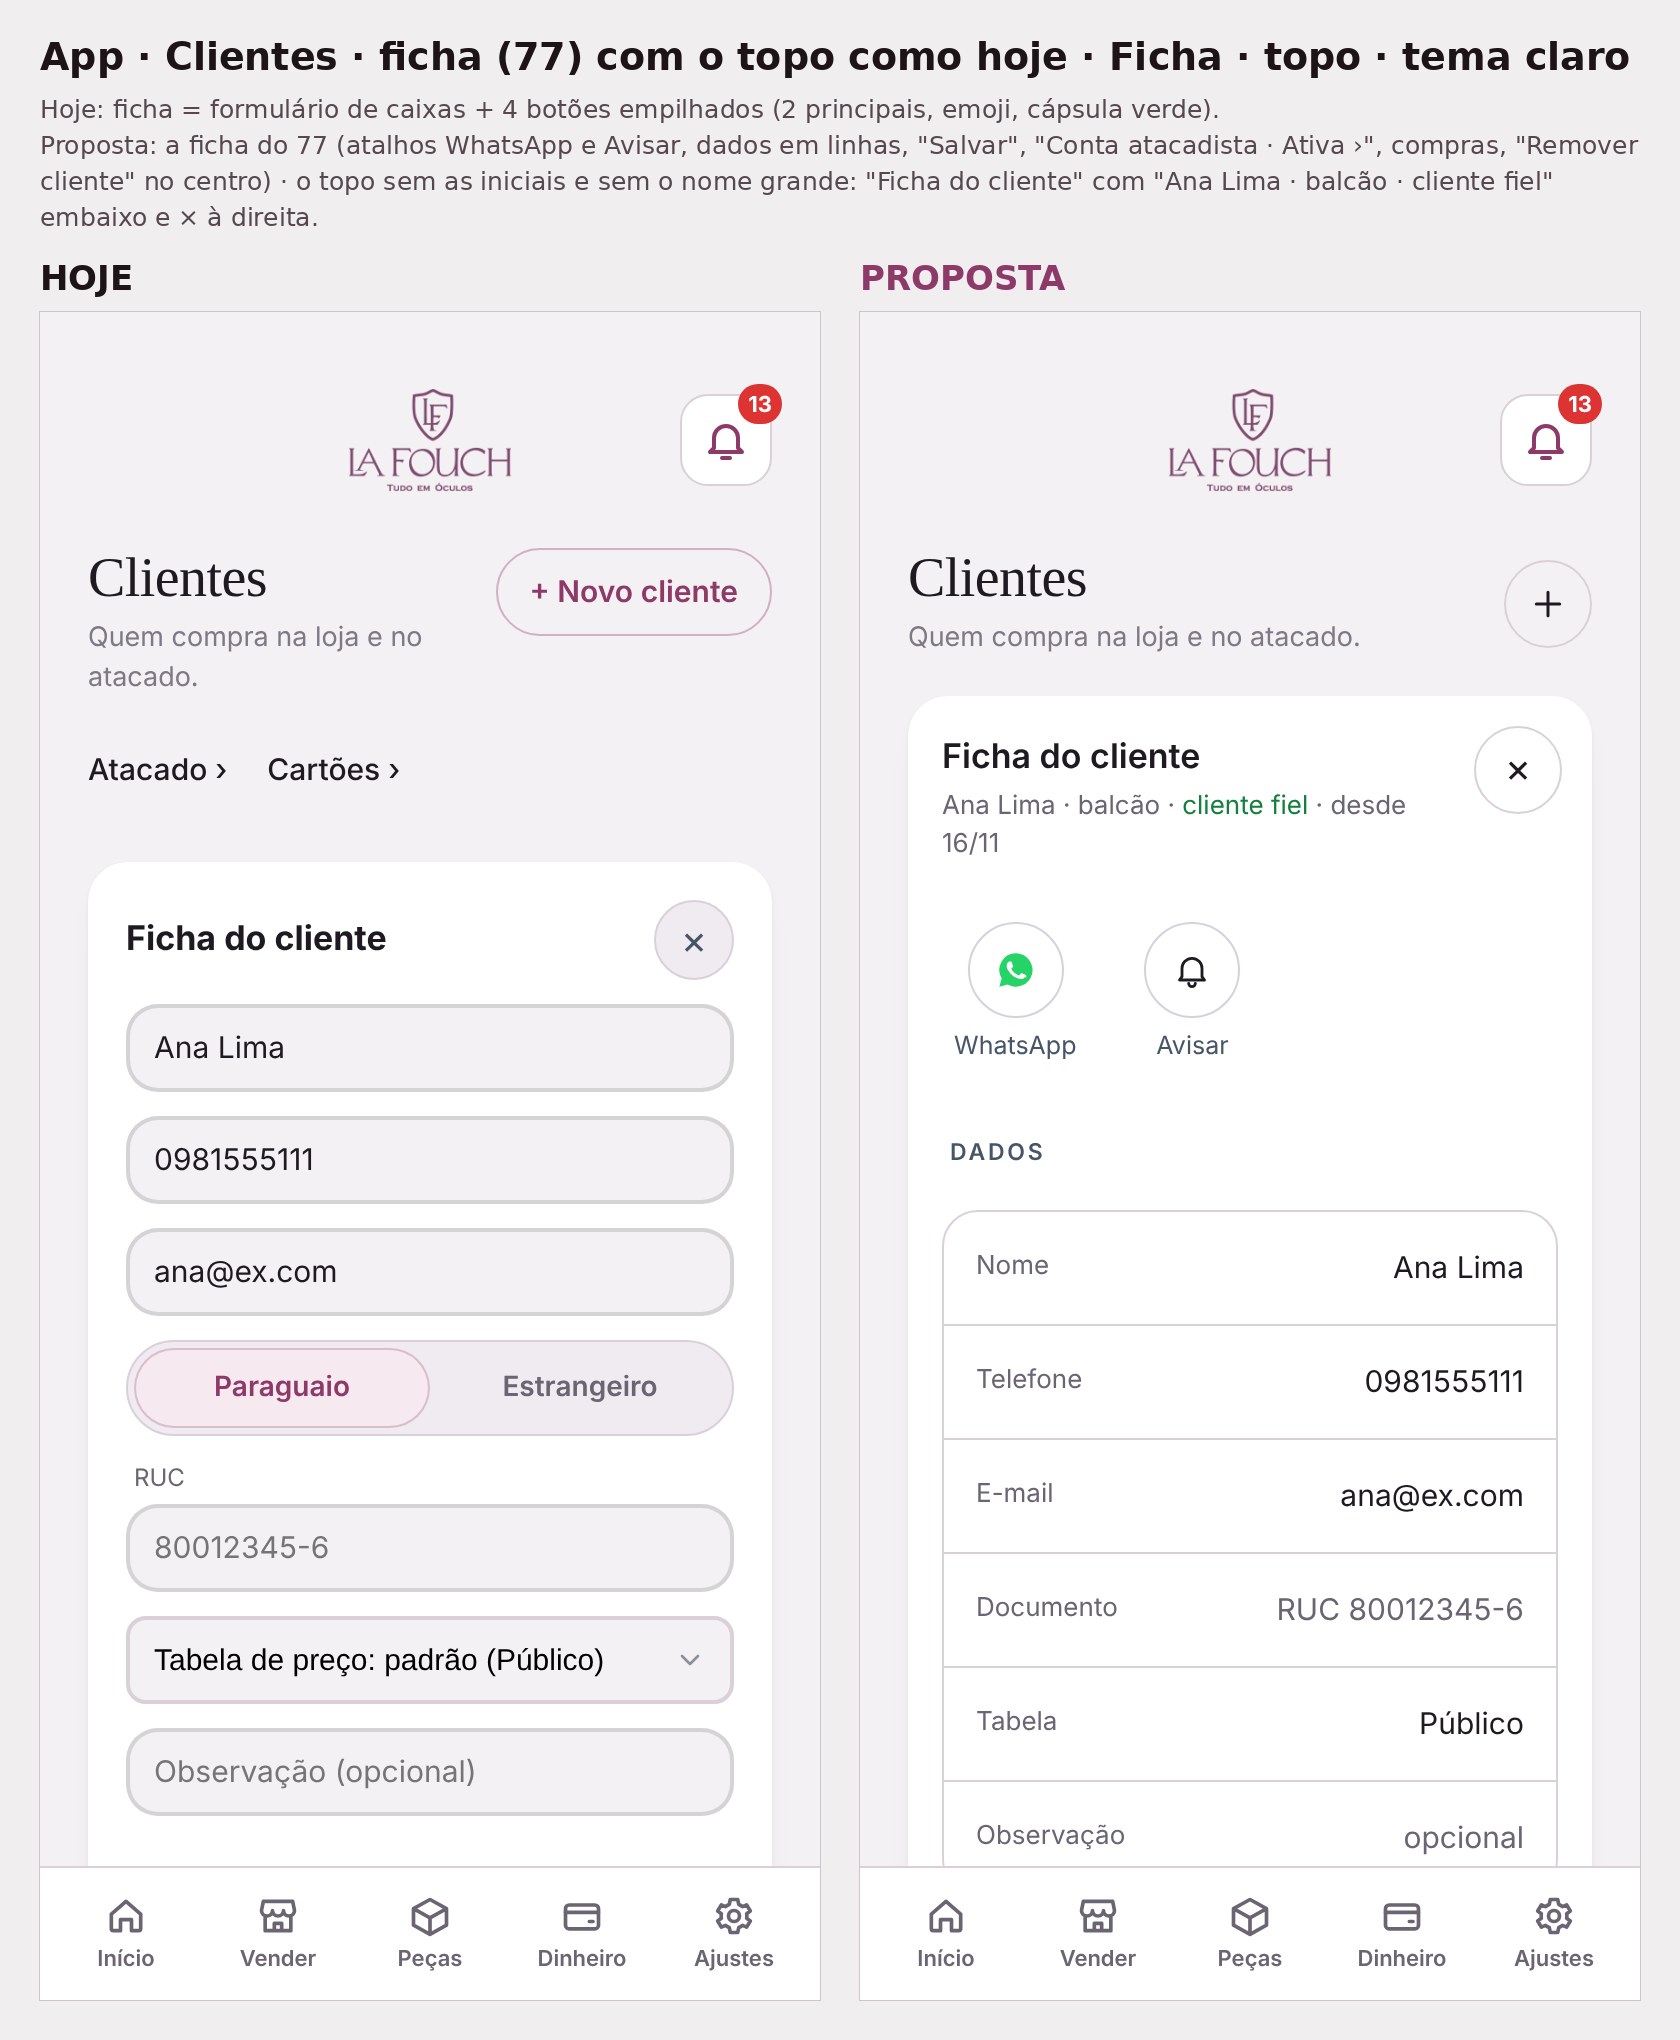 App · Clientes · ficha (77) com o topo como hoje · Ficha · topo · tema claro
Hoje: ficha = formulário de caixas + 4 botões empilhados (2 principais, emoji, cápsula verde).
Proposta: a ficha do 77 (atalhos WhatsApp e Avisar, dados em linhas, "Salvar", "Conta atacadista · Ativa ›", compras, "Remover
cliente" no centro) · o topo sem as iniciais e sem o nome grande: "Ficha do cliente" com "Ana Lima · balcão · cliente fiel"
embaixo e × à direita.
HOJE
LF
LA FOUCH
TUDO EM ÓCULOS
13
Clientes
+ Novo cliente
Quem compra na loja e no
atacado.
Atacado › Cartões ›
Ficha do cliente
×
Ana Lima
0981555111
ana@ex.com
Paraguaio Estrangeiro
RUC
80012345-6
Tabela de preço: padrão (Público)
Observação (opcional)
Início Vender Peças Dinheiro Ajustes
PROPOSTA
LF
LA FOUCH
TUDO EM ÓCULOS
13
Clientes
+
Quem compra na loja e no atacado.
Ficha do cliente
×
Ana Lima · balcão · cliente fiel · desde
16/11
WhatsApp Avisar
DADOS
Nome Ana Lima
Telefone 0981555111
E-mail ana@ex.com
Documento RUC 80012345-6
Tabela Público
Observação opcional
Início Vender Peças Dinheiro Ajustes